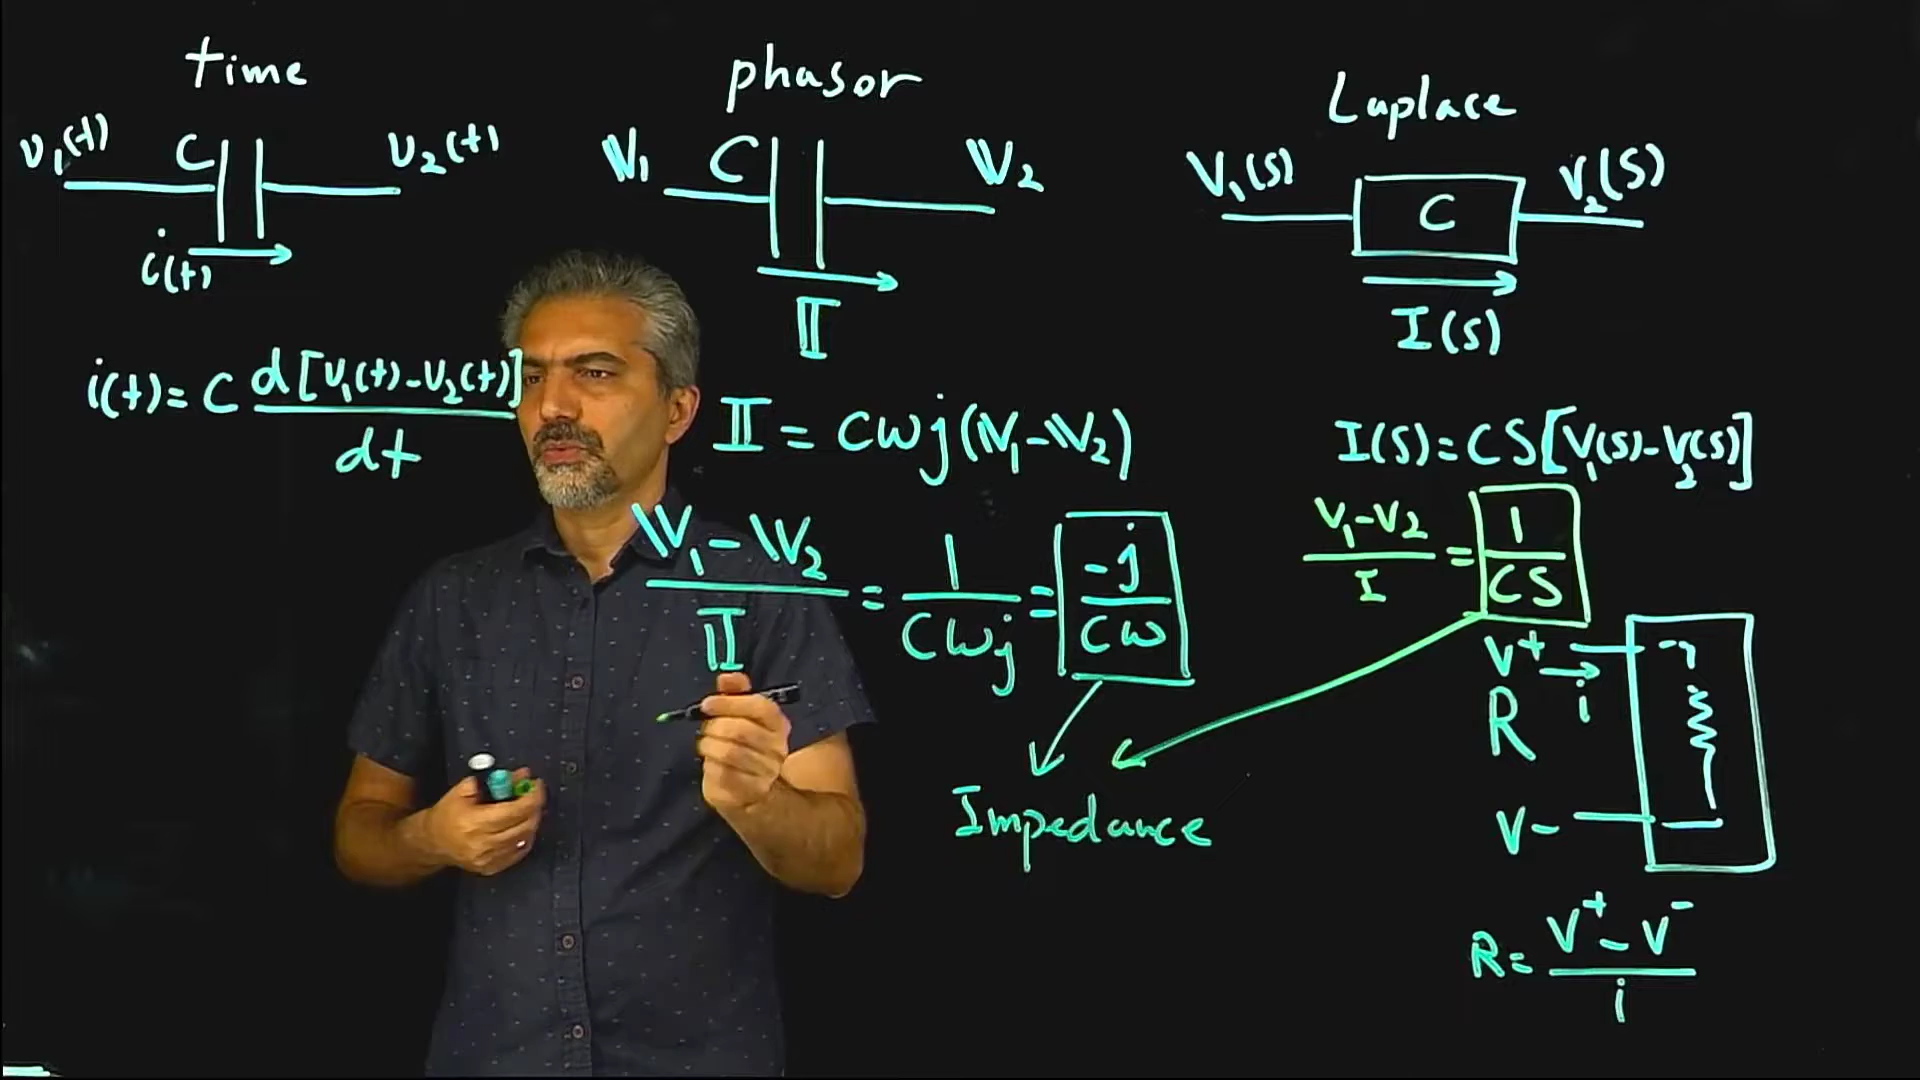 time
v₁(t) C v₂(t)
i(t)
i(t) = C d[v₁(t) - v₂(t)] / dt
phasor
V₁ C V₂
I
I = Cωj(V₁ - V₂)
V₁ - V₂ / I = 1 / Cωj = -j / Cω
Impedance
Laplace
V₁(S) C V₂(S)
I(S)
I(S) = CS[V₁(S) - V₂(S)]
V₁ - V₂ / I = 1 / CS
V+
i
R
V-
R = V⁺ - V⁻ / i